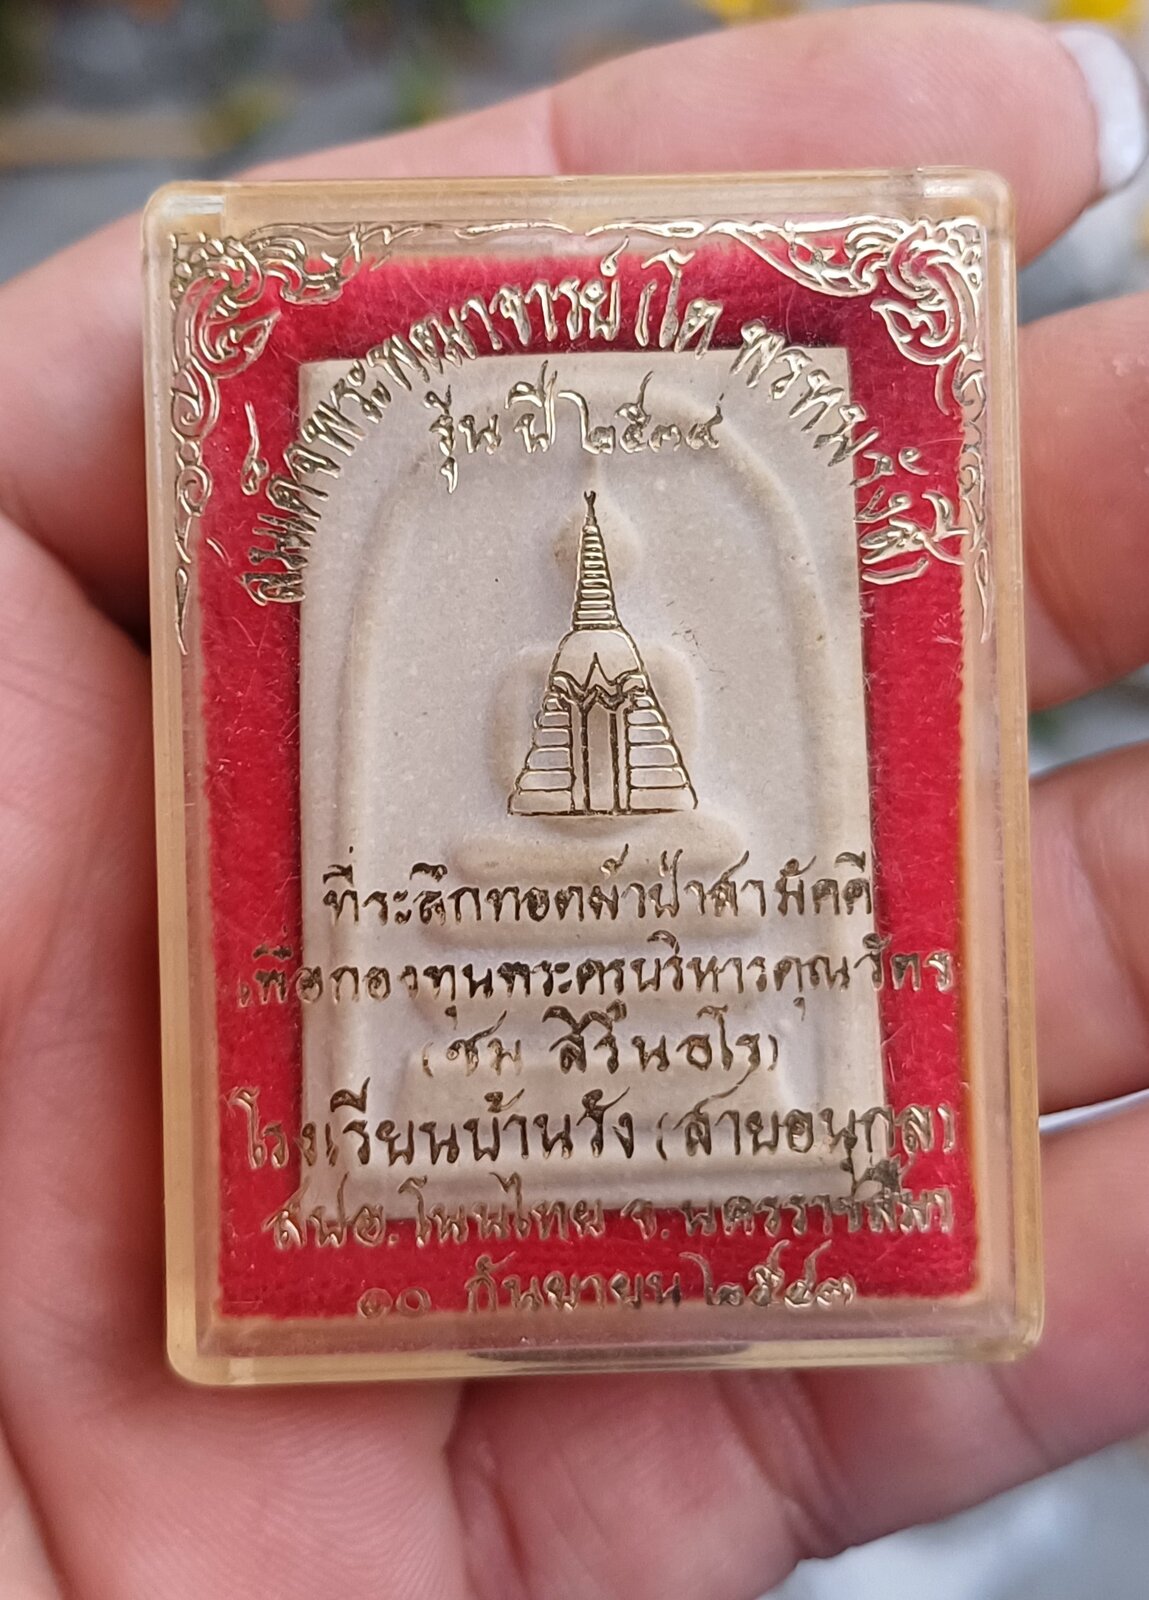 สมเด็จพระพุฒาจารย์ (โต พรหมรังสี)
รุ่น ปี ๒๕๓๔
ที่ระลึกทอดผ้าป่าสามัคคี
เพื่อกองทุนพระครูบริหารคุณวัตร
(ชม สิริินธโร)
โรงเรียนบ้านวัง (สายอนุกูล)
สปอ.โนนไทย จ.นครราชสีมา
๑๐ กันยายน ๒๕๔๓